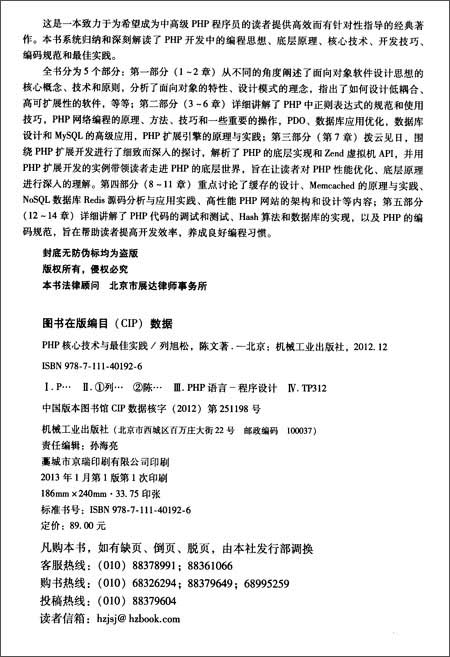 这是一本致力于为希望成为中高级 PHP 程序员的读者提供高效而有针对性指导的经典著
作。本书系统归纳和深刻解读了 PHP 开发中的编程思想、底层原理、核心技术、开发技巧、
编码规范和最佳实践。
全书分为 5 个部分：第一部分（1～2 章）从不同的角度阐述了面向对象软件设计思想的
核心概念、技术和原则，分析了面向对象的特性、设计模式的理念，指出了如何设计低耦合、
高可扩展性的软件，等等；第二部分（3～6 章）详细讲解了 PHP 中正则表达式的规范和使用
技巧，PHP 网络编程的原理、方法、技巧和一些重要的操作，PDO、数据库应用优化，数据库
设计和 MySQL 的高级应用，PHP 扩展引擎的原理与实践；第三部分（第 7 章）拨云见日，围
绕 PHP 扩展开发进行了细致而深入的探讨，解析了 PHP 的底层实现和 Zend 虚拟机 API，并用
PHP 扩展开发的实例带领读者走进 PHP 的底层世界，旨在让读者对 PHP 性能优化、底层原理
进行深入的理解。第四部分（8～11 章）重点讨论了缓存的设计、Memcached 的原理与实践、
NoSQL 数据库 Redis 源码分析与应用实践、高性能 PHP 网站的架构和设计等内容；第五部分
（12～14 章）详细讲解了 PHP 代码的调试和测试、Hash 算法和数据库的实现，以及 PHP 的编
码规范，旨在帮助读者提高开发效率，养成良好编程习惯。
封底无防伪标均为盗版
版权所有，侵权必究
本书法律顾问 北京市展达律师事务所
图书在版编目（CIP）数据
PHP 核心技术与最佳实践 / 列旭松，陈文著. —北京：机械工业出版社，2012.12
ISBN 978-7-111-40192-6
Ⅰ. P… Ⅱ. ①列… ②陈… Ⅲ. PHP 语言－程序设计 Ⅳ. TP312
中国版本图书馆 CIP 数据核字（2012）第 251198 号
机械工业出版社（北京市西城区百万庄大街 22 号 邮政编码 100037）
责任编辑：孙海亮
藁城市京瑞印刷有限公司印刷
2013 年 1 月第 1 版第 1 次印刷
186mm × 240mm · 33.75 印张
标准书号：ISBN 978-7-111-40192-6
定价：89.00 元
凡购本书，如有缺页、倒页、脱页，由本社发行部调换
客服热线：（010）88378991；88361066
购书热线：（010）68326294；88379649；68995259
投稿热线：（010）88379604
读者信箱：hzjsj@hzbook.com